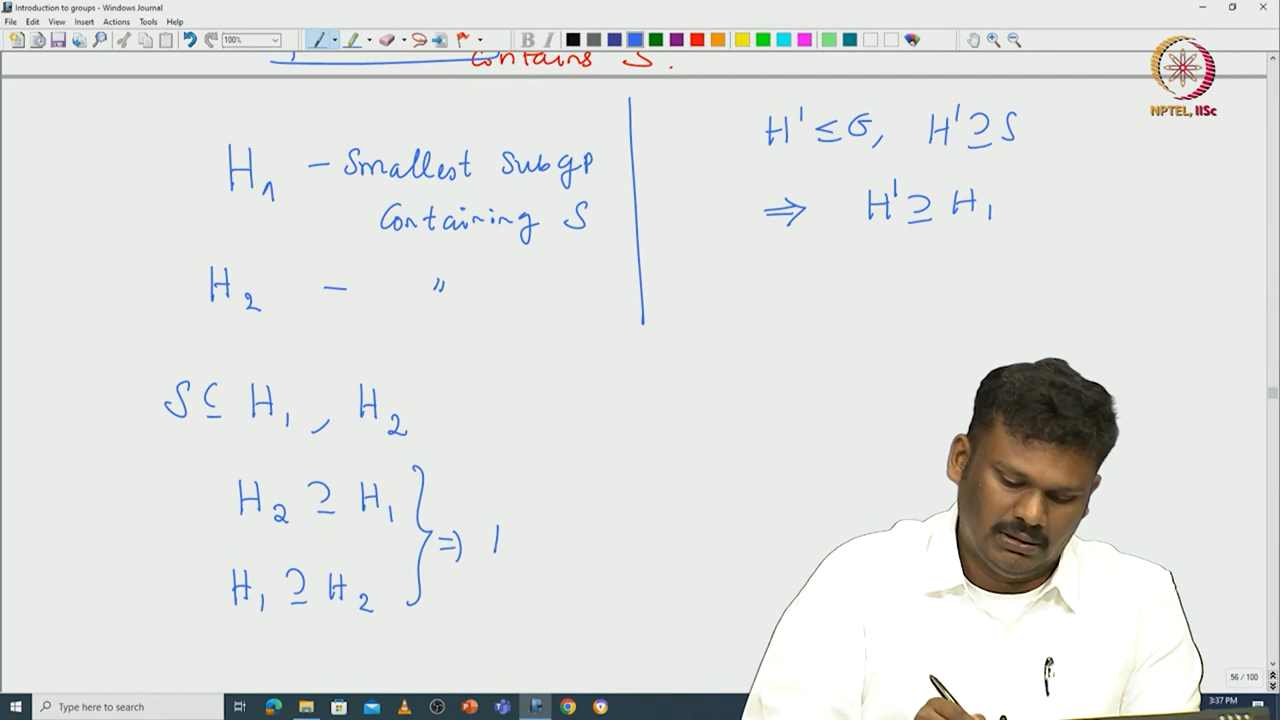 Introduction to groups - Windows Journal
File Edit View Insert Actions Tools Help
100%
B I
contains S.
NPTEL, IISc
H₁ - Smallest subgp
containing S
H₂ - "
H' ≤ G, H' ⊇ S
⇒ H' ⊇ H₁
S ⊆ H₁, H₂
H₂ ⊇ H₁
H₁ ⊇ H₂
} ⇒ I
56 / 100
Type here to search
3:37 PM